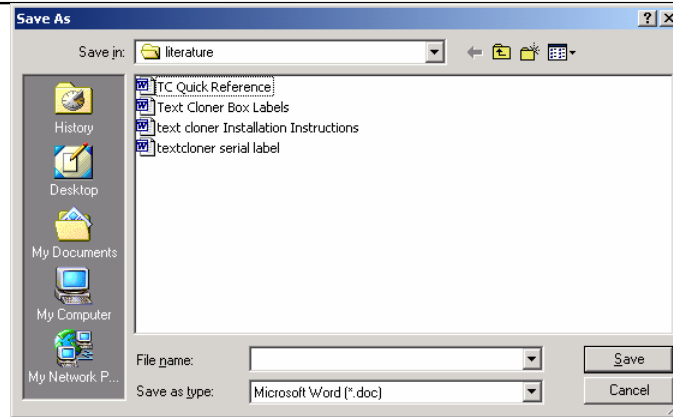 Save As
Save in: literature
TC Quick Reference
Text Cloner Box Labels
text cloner Installation Instructions
textcloner serial label
History
Desktop
My Documents
My Computer
My Network P...
File name:
Save
Save as type: Microsoft Word (*.doc)
Cancel